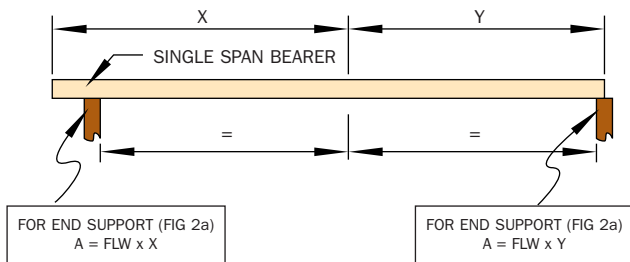 X
Y
SINGLE SPAN BEARER
=
=
FOR END SUPPORT (FIG 2a)
A = FLW x X
FOR END SUPPORT (FIG 2a)
A = FLW x Y